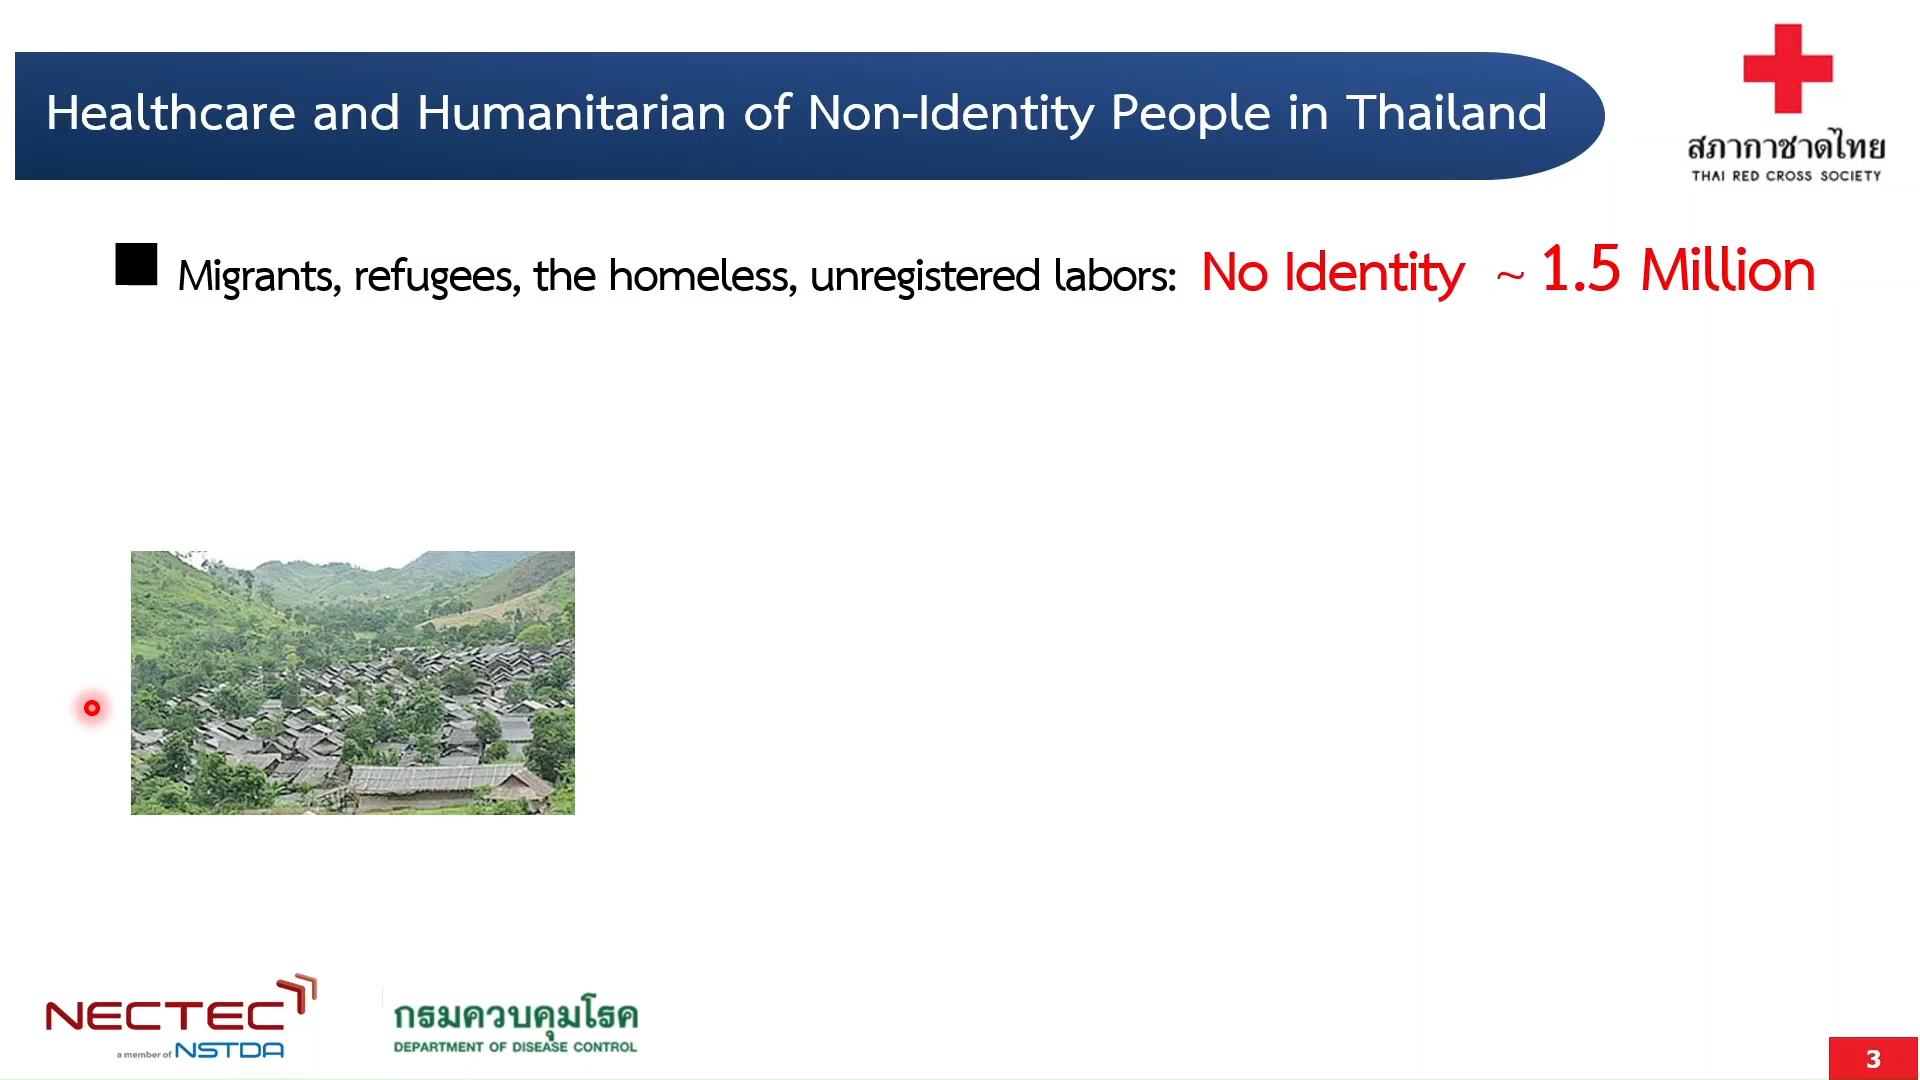 Healthcare and Humanitarian of Non-Identity People in Thailand
สภากาชาดไทย
THAI RED CROSS SOCIETY
Migrants, refugees, the homeless, unregistered labors: No Identity ~ 1.5 Million
NECTEC
a member of NSTDA
กรมควบคุมโรค
DEPARTMENT OF DISEASE CONTROL
3